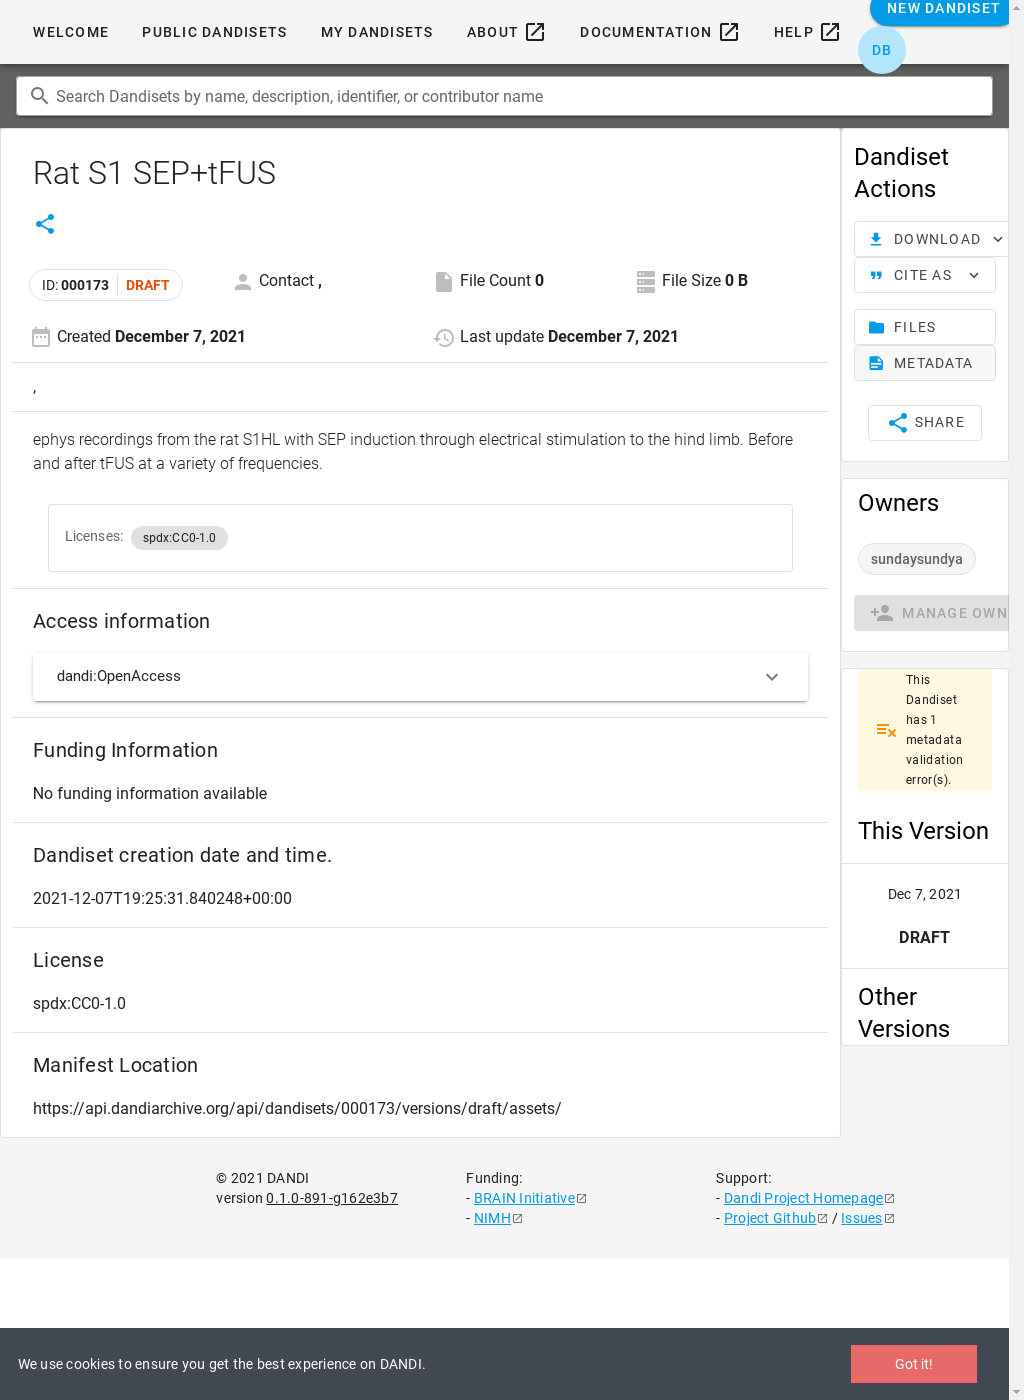 WELCOME PUBLIC DANDISETS MY DANDISETS ABOUT DOCUMENTATION HELP NEW DANDISET
DB
Search Dandisets by name, description, identifier, or contributor name
Rat S1 SEP+tFUS
ID: 000173 DRAFT
Contact ,
File Count 0
File Size 0 B
Created December 7, 2021
Last update December 7, 2021
,
ephys recordings from the rat S1HL with SEP induction through electrical stimulation to the hind limb. Before
and after tFUS at a variety of frequencies.
Licenses: spdx:CC0-1.0
Access information
dandi:OpenAccess
Funding Information
No funding information available
Dandiset creation date and time.
2021-12-07T19:25:31.840248+00:00
License
spdx:CC0-1.0
Manifest Location
https://api.dandiarchive.org/api/dandisets/000173/versions/draft/assets/
Dandiset
Actions
DOWNLOAD
CITE AS
FILES
METADATA
SHARE
Owners
sundaysundya
MANAGE OWN
This
Dandiset
has 1
metadata
validation
error(s).
This Version
Dec 7, 2021
DRAFT
Other
Versions
© 2021 DANDI
version 0.1.0-891-g162e3b7
Funding:
- BRAIN Initiative
- NIMH
Support:
- Dandi Project Homepage
- Project Github / Issues
We use cookies to ensure you get the best experience on DANDI.
Got it!